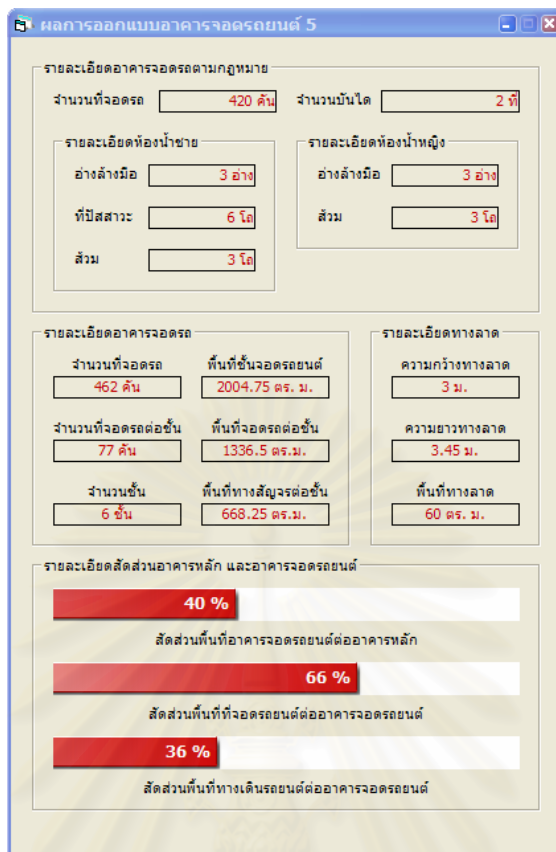 ผลการออกแบบอาคารจอดรถยนต์ 5
รายละเอียดอาคารจอดรถตามกฎหมาย
จำนวนที่จอดรถ 420 คัน จำนวนบันได 2 ที่
รายละเอียดห้องน้ำชาย รายละเอียดห้องน้ำหญิง
อ่างล้างมือ 3 อ่าง อ่างล้างมือ 3 อ่าง
ที่ปัสสาวะ 6 โถ ส้วม 3 โถ
ส้วม 3 โถ
รายละเอียดอาคารจอดรถ รายละเอียดทางลาด
จำนวนที่จอดรถ พื้นที่ชั้นจอดรถยนต์ ความกว้างทางลาด
462 คัน 2004.75 ตร. ม. 3 ม.
จำนวนที่จอดรถต่อชั้น พื้นที่จอดรถต่อชั้น ความยาวทางลาด
77 คัน 1336.5 ตร.ม. 3.45 ม.
จำนวนชั้น พื้นที่ทางสัญจรต่อชั้น พื้นที่ทางลาด
6 ชั้น 668.25 ตร.ม. 60 ตร. ม.
รายละเอียดสัดส่วนอาคารหลัก และอาคารจอดรถยนต์
40 %
สัดส่วนพื้นที่อาคารจอดรถยนต์ต่ออาคารหลัก
66 %
สัดส่วนพื้นที่ที่จอดรถยนต์ต่ออาคารจอดรถยนต์
36 %
สัดส่วนพื้นที่ทางเดินรถยนต์ต่ออาคารจอดรถยนต์